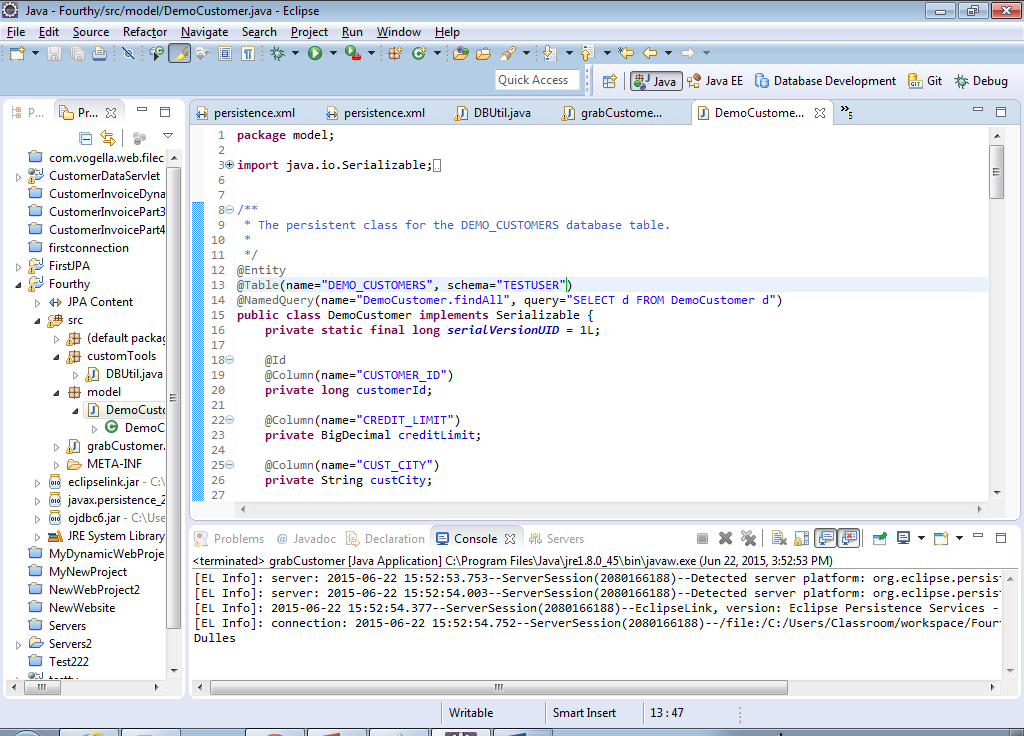 Java - Fourthy/src/model/DemoCustomer.java - Eclipse
File Edit Source Refactor Navigate Search Project Run Window Help
Quick Access
Java Java EE Database Development Git Debug
P... Pr...
com.vogella.web.filec
CustomerDataServlet
CustomerInvoiceDyna
CustomerInvoicePart3
CustomerInvoicePart4
firstconnection
FirstJPA
Fourthy
JPA Content
src
(default packag
customTools
DBUtil.java
model
DemoCusto
DemoC
grabCustomer.
META-INF
eclipselink.jar - C:\
javax.persistence_2
ojdbc6.jar - C:\Use
JRE System Library
MyDynamicWebProje
MyNewProject
NewWebProject2
NewWebsite
Servers
Servers2
Test222
persistence.xml persistence.xml DBUtil.java grabCustome... DemoCustome... »5
1 package model;
2
3 import java.io.Serializable;
6
7
8 /**
9 * The persistent class for the DEMO_CUSTOMERS database table.
10 *
11 */
12 @Entity
13 @Table(name="DEMO_CUSTOMERS", schema="TESTUSER")
14 @NamedQuery(name="DemoCustomer.findAll", query="SELECT d FROM DemoCustomer d")
15 public class DemoCustomer implements Serializable {
16 private static final long serialVersionUID = 1L;
17
18 @Id
19 @Column(name="CUSTOMER_ID")
20 private long customerId;
21
22 @Column(name="CREDIT_LIMIT")
23 private BigDecimal creditLimit;
24
25 @Column(name="CUST_CITY")
26 private String custCity;
27
Problems Javadoc Declaration Console Servers
<terminated> grabCustomer [Java Application] C:\Program Files\Java\jre1.8.0_45\bin\javaw.exe (Jun 22, 2015, 3:52:53 PM)
[EL Info]: server: 2015-06-22 15:52:53.753--ServerSession(2080166188)--Detected server platform: org.eclipse.persis
[EL Info]: server: 2015-06-22 15:52:54.003--ServerSession(2080166188)--Detected server platform: org.eclipse.persis
[EL Info]: 2015-06-22 15:52:54.377--ServerSession(2080166188)--EclipseLink, version: Eclipse Persistence Services -
[EL Info]: connection: 2015-06-22 15:52:54.752--ServerSession(2080166188)--/file:/C:/Users/Classroom/workspace/Four
Dulles
Writable Smart Insert 13 : 47